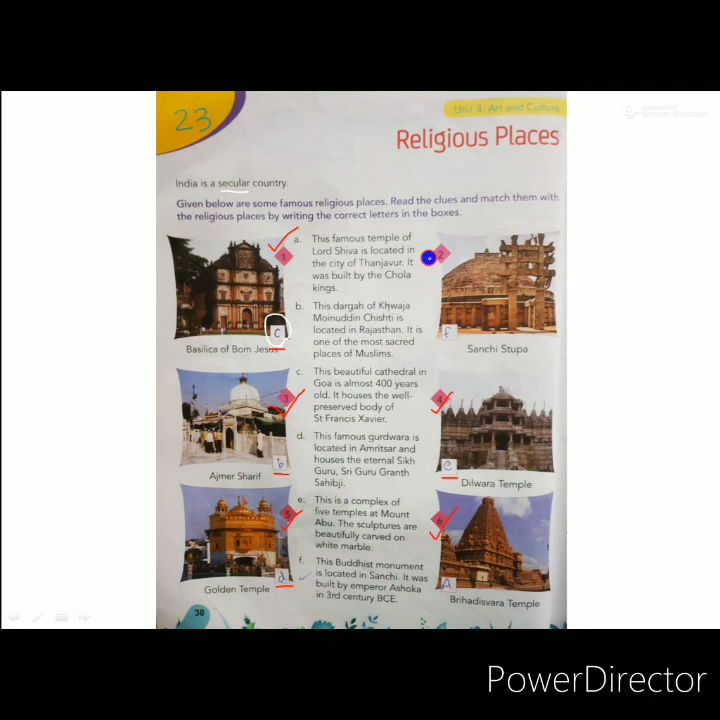 23
Unit 4: Art and Culture
Religious Places
India is a secular country.
Given below are some famous religious places. Read the clues and match them with
the religious places by writing the correct letters in the boxes.
1
c
Basilica of Bom Jesus
a. This famous temple of
Lord Shiva is located in
the city of Thanjavur. It
was built by the Chola
kings.
2
f
Sanchi Stupa
b. This dargah of Khwaja
Moinuddin Chishti is
located in Rajasthan. It is
one of the most sacred
places of Muslims.
3
b
Ajmer Sharif
c. This beautiful cathedral in
Goa is almost 400 years
old. It houses the well-
preserved body of
St Francis Xavier.
4
e
Dilwara Temple
d. This famous gurdwara is
located in Amritsar and
houses the eternal Sikh
Guru, Sri Guru Granth
Sahibji.
5
d
Golden Temple
e. This is a complex of
five temples at Mount
Abu. The sculptures are
beautifully carved on
white marble.
6
A
Brihadisvara Temple
f. This Buddhist monument
is located in Sanchi. It was
built by emperor Ashoka
in 3rd century BCE.
38
PowerDirector